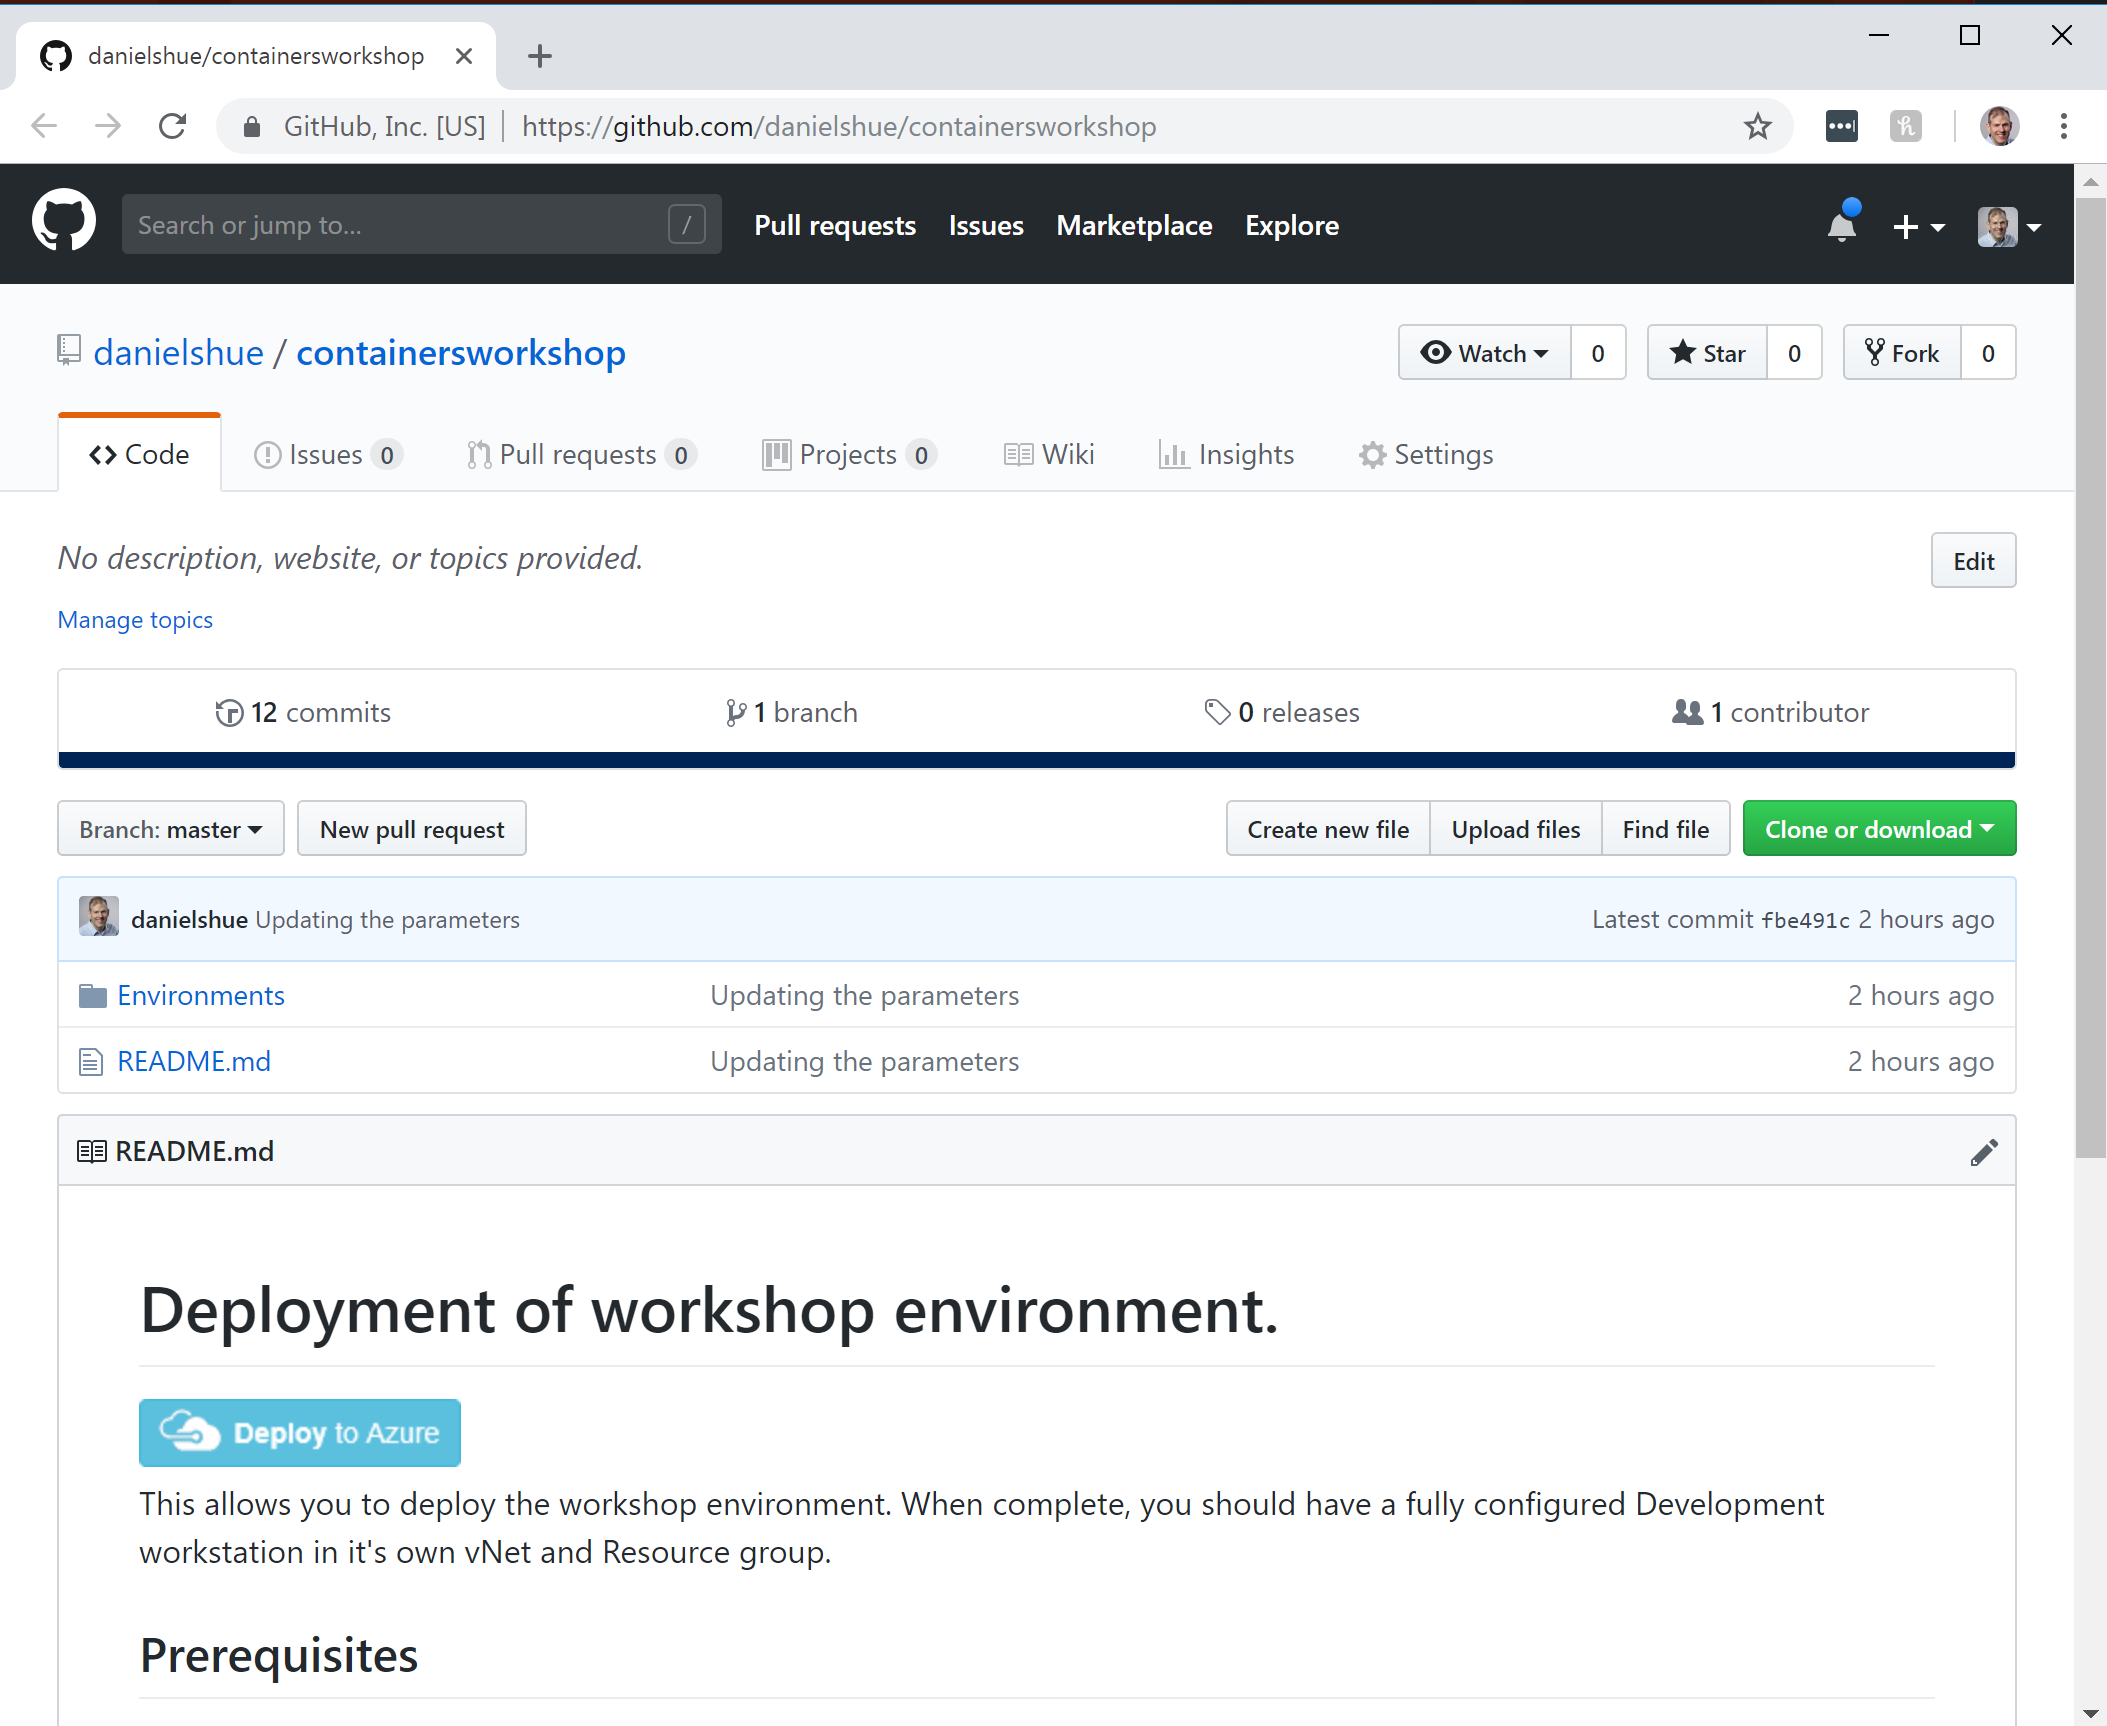 danielshue/containersworkshop
GitHub, Inc. [US] https://github.com/danielshue/containersworkshop
Search or jump to... / Pull requests Issues Marketplace Explore
danielshue / containersworkshop Watch 0 Star 0 Fork 0
Code Issues 0 Pull requests 0 Projects 0 Wiki Insights Settings
No description, website, or topics provided. Edit
Manage topics
12 commits 1 branch 0 releases 1 contributor
Branch: master New pull request Create new file Upload files Find file Clone or download
danielshue Updating the parameters Latest commit fbe491c 2 hours ago
Environments Updating the parameters 2 hours ago
README.md Updating the parameters 2 hours ago
README.md
Deployment of workshop environment.
Deploy to Azure
This allows you to deploy the workshop environment. When complete, you should have a fully configured Development
workstation in it's own vNet and Resource group.
Prerequisites